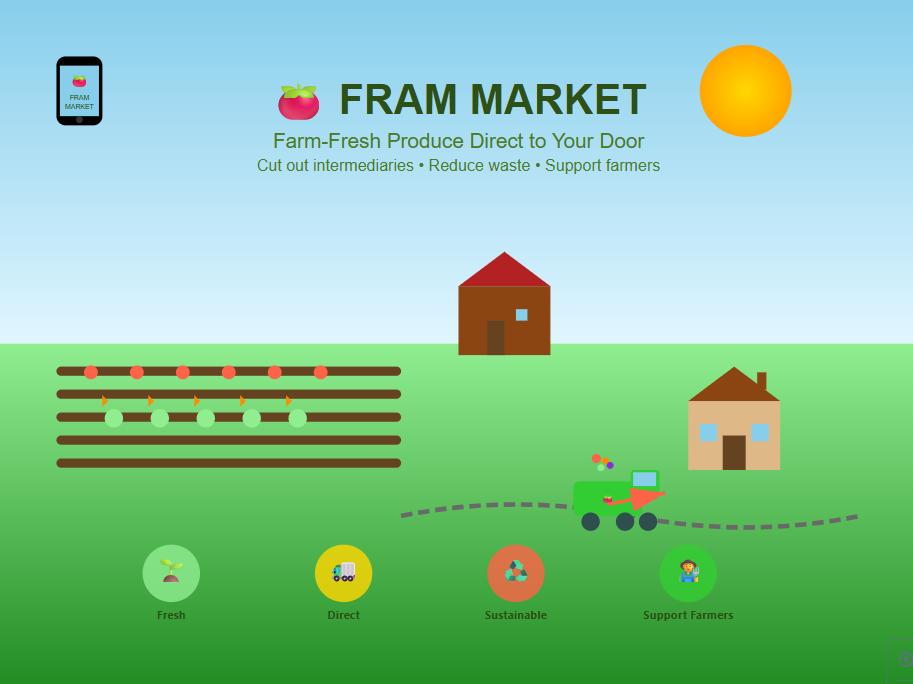 FRAM
MARKET
FRAM MARKET
Farm-Fresh Produce Direct to Your Door
Cut out intermediaries • Reduce waste • Support farmers
Fresh
Direct
Sustainable
Support Farmers